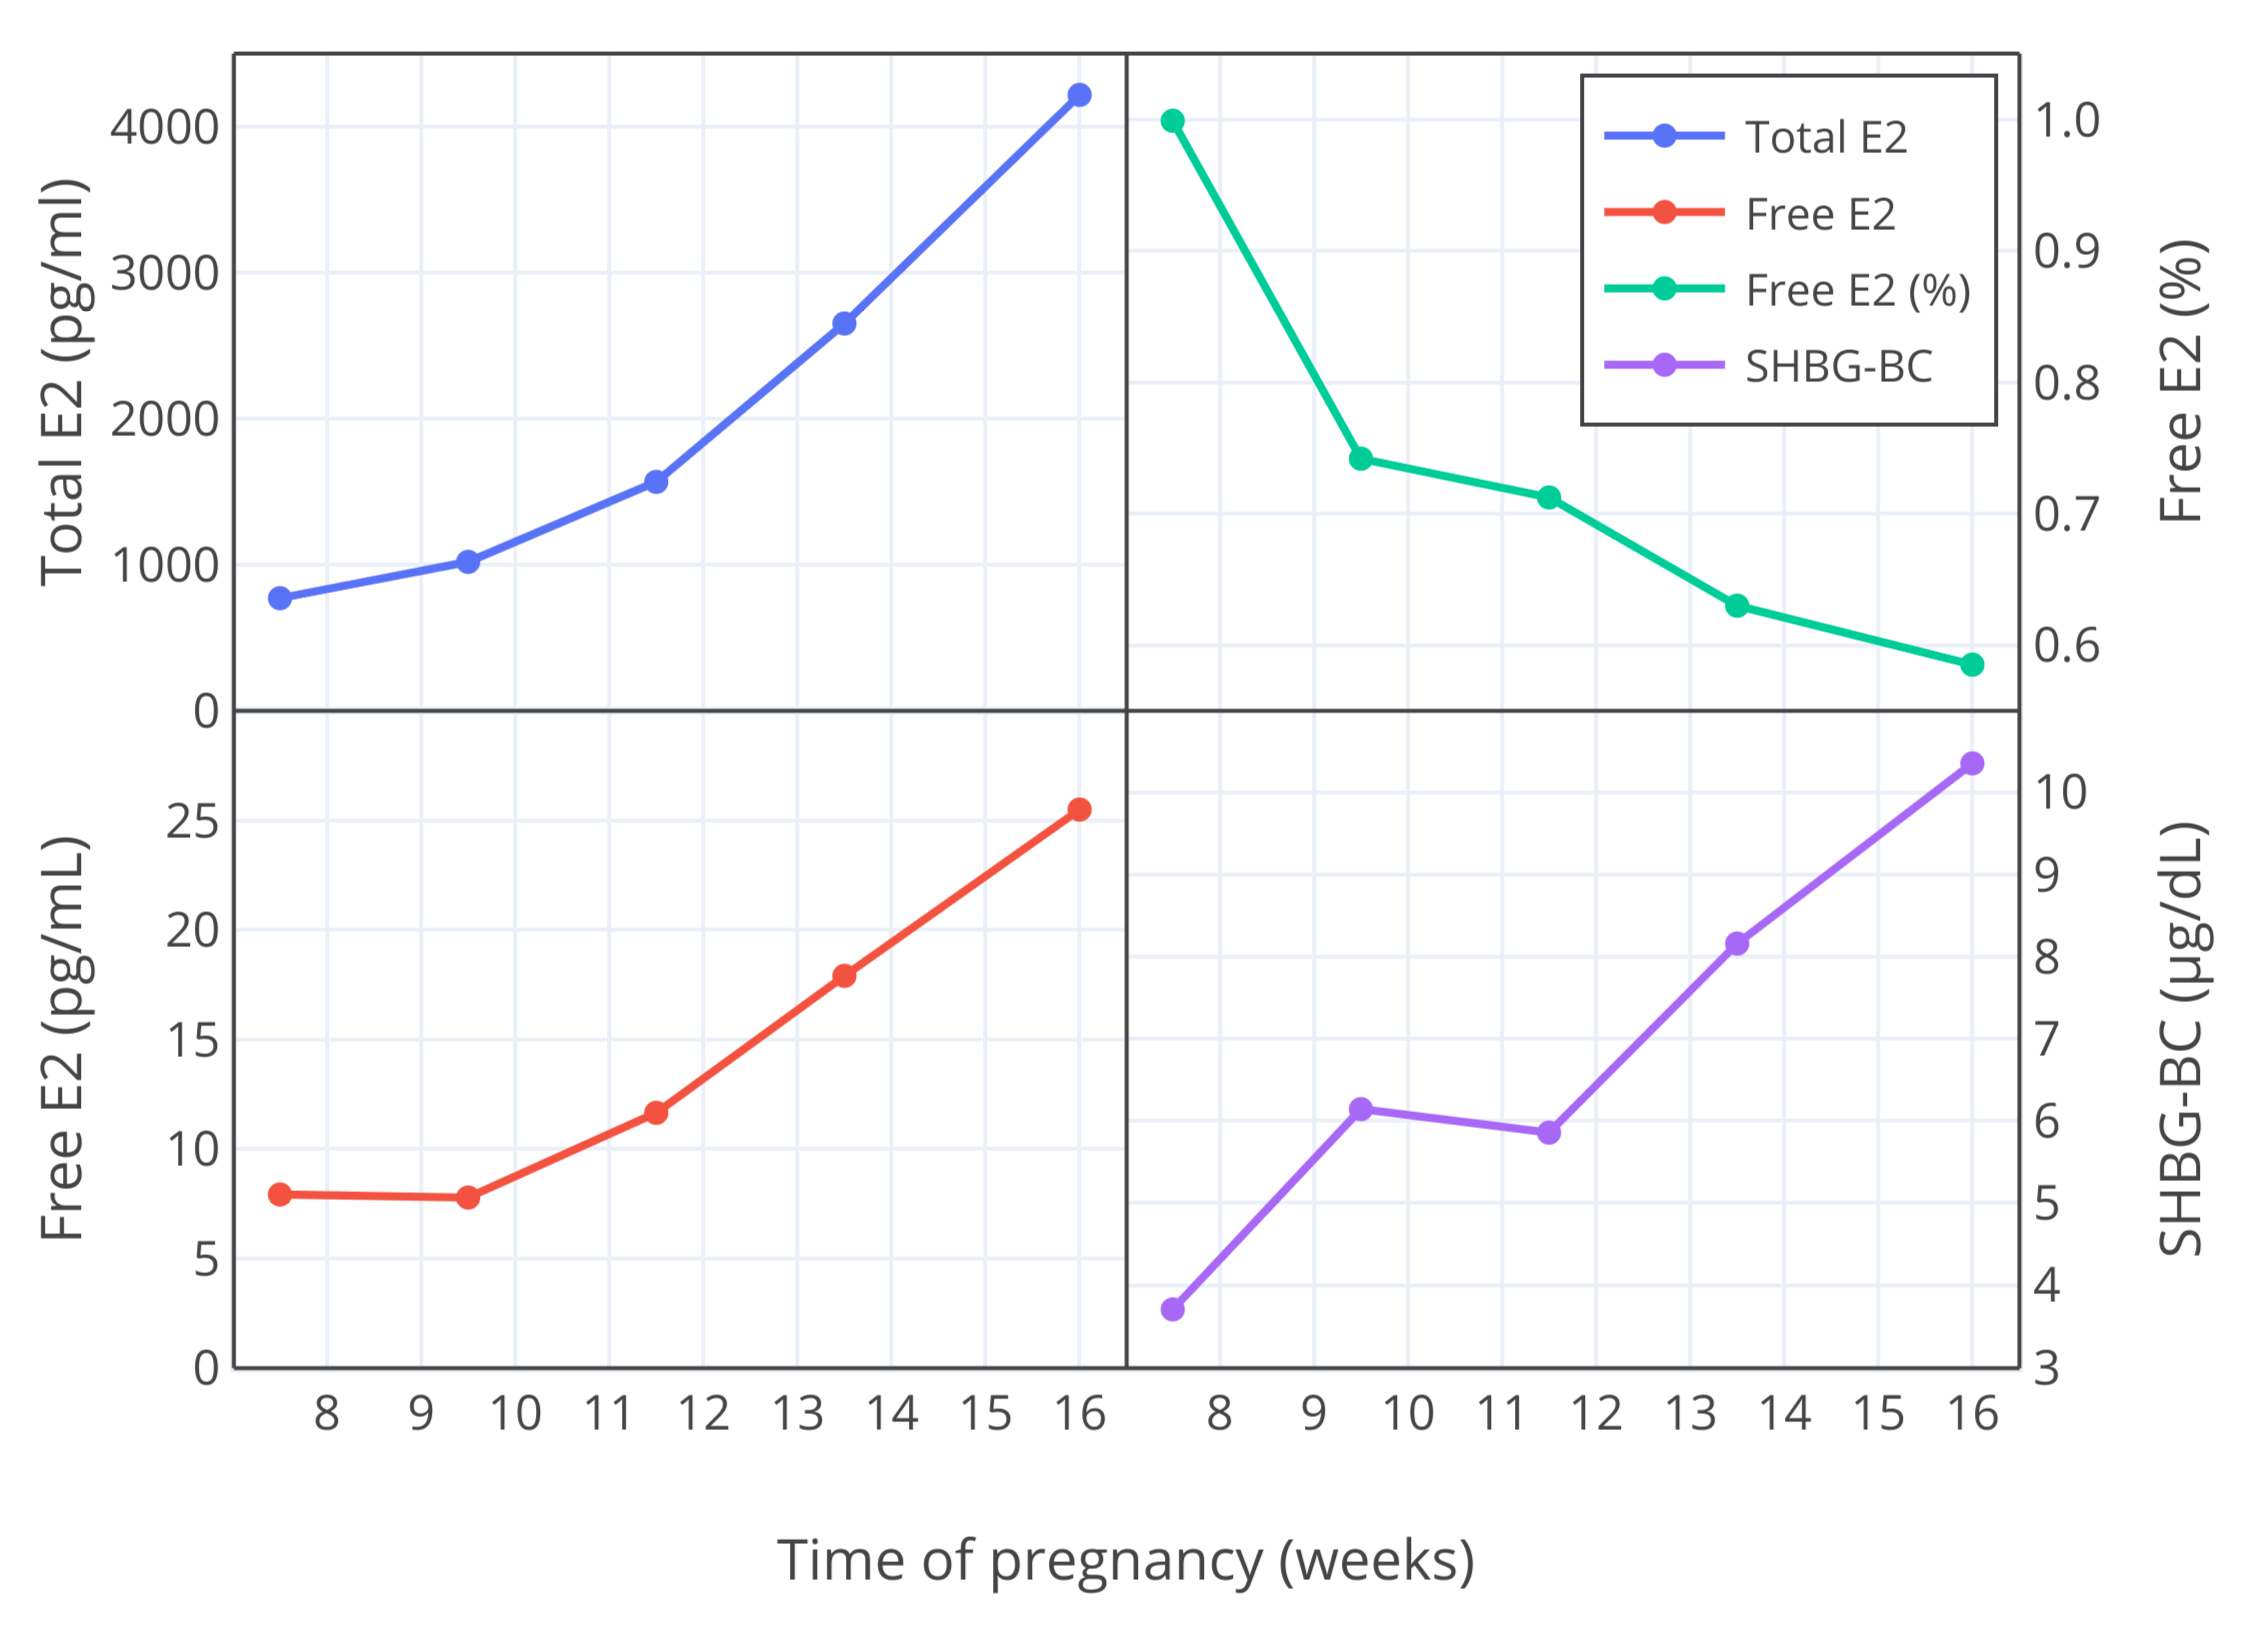 Total E2 (pg/ml)
4000
3000
2000
1000
0
Total E2
Free E2
Free E2 (%)
SHBG-BC
1.0
0.9
0.8
0.7
0.6
Free E2 (%)
Free E2 (pg/mL)
25
20
15
10
5
0
10
9
8
7
6
5
4
3
SHBG-BC (µg/dL)
8 9 10 11 12 13 14 15 16 8 9 10 11 12 13 14 15 16
Time of pregnancy (weeks)